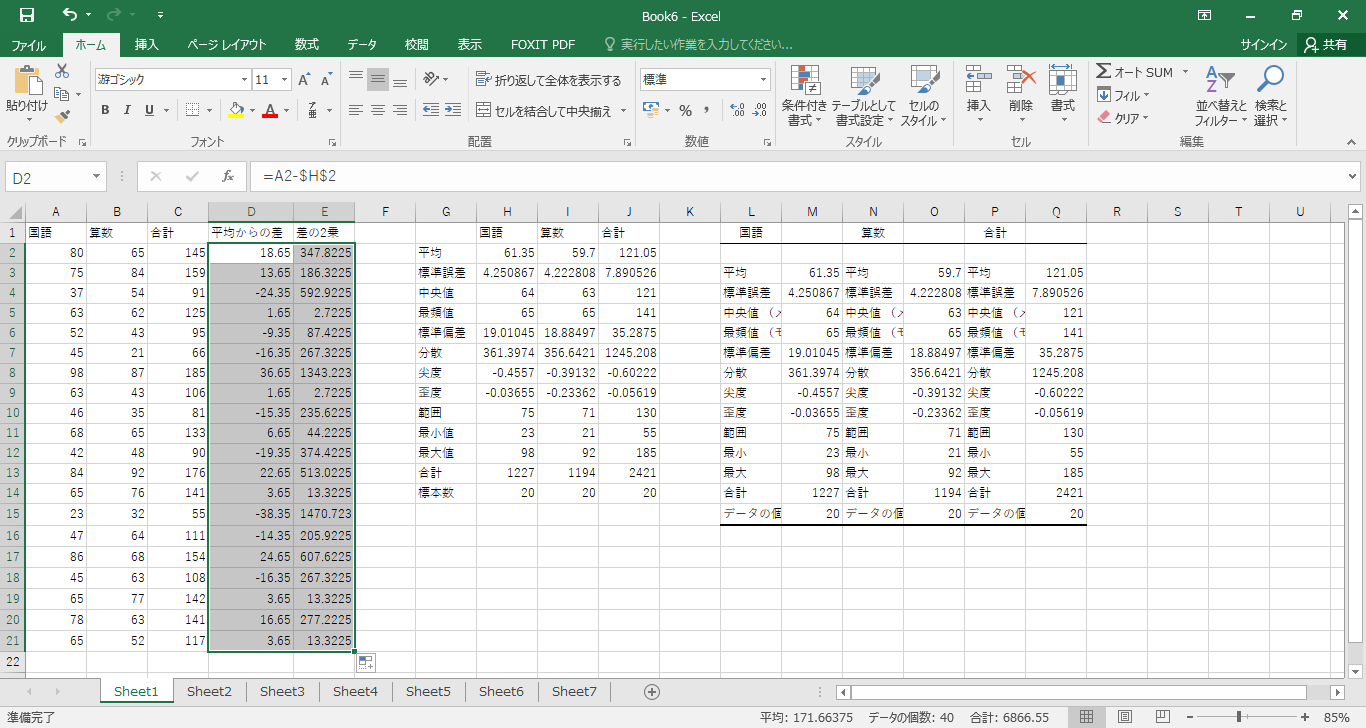 Book6 - Excel
ファイル ホーム 挿入 ページ レイアウト 数式 データ 校閲 表示 FOXIT PDF 実行したい作業を入力してください... サインイン 共有
貼り付け
クリップボード
游ゴシック 11 A A
B I U A
フォント
折り返して全体を表示する
セルを結合して中央揃え
配置
標準
% ,
数値
条件付き書式 テーブルとして書式設定 セルのスタイル
スタイル
挿入 削除 書式
セル
オート SUM
フィル
クリア
並べ替えとフィルター 検索と選択
編集
D2 fx =A2-$H$2
A B C D E F G H I J K L M N O P Q R S T U
1 国語 算数 合計 平均からの差 差の2乗 国語 算数 合計 国語 算数 合計
2 80 65 145 18.65 347.8225 平均 61.35 59.7 121.05
3 75 84 159 13.65 186.3225 標準誤差 4.250867 4.222808 7.890526 平均 61.35 平均 59.7 平均 121.05
4 37 54 91 -24.35 592.9225 中央値 64 63 121 標準誤差 4.250867 標準誤差 4.222808 標準誤差 7.890526
5 63 62 125 1.65 2.7225 最頻値 65 65 141 中央値 （メ 64 中央値 （メ 63 中央値 （メ 121
6 52 43 95 -9.35 87.4225 標準偏差 19.01045 18.88497 35.2875 最頻値 （モ 65 最頻値 （モ 65 最頻値 （モ 141
7 45 21 66 -16.35 267.3225 分散 361.3974 356.6421 1245.208 標準偏差 19.01045 標準偏差 18.88497 標準偏差 35.2875
8 98 87 185 36.65 1343.223 尖度 -0.4557 -0.39132 -0.60222 分散 361.3974 分散 356.6421 分散 1245.208
9 63 43 106 1.65 2.7225 歪度 -0.03655 -0.23362 -0.05619 尖度 -0.4557 尖度 -0.39132 尖度 -0.60222
10 46 35 81 -15.35 235.6225 範囲 75 71 130 歪度 -0.03655 歪度 -0.23362 歪度 -0.05619
11 68 65 133 6.65 44.2225 最小値 23 21 55 範囲 75 範囲 71 範囲 130
12 42 48 90 -19.35 374.4225 最大値 98 92 185 最小 23 最小 21 最小 55
13 84 92 176 22.65 513.0225 合計 1227 1194 2421 最大 98 最大 92 最大 185
14 65 76 141 3.65 13.3225 標本数 20 20 20 合計 1227 合計 1194 合計 2421
15 23 32 55 -38.35 1470.723 データの個 20 データの個 20 データの個 20
16 47 64 111 -14.35 205.9225
17 86 68 154 24.65 607.6225
18 45 63 108 -16.35 267.3225
19 65 77 142 3.65 13.3225
20 78 63 141 16.65 277.2225
21 65 52 117 3.65 13.3225
22
Sheet1 Sheet2 Sheet3 Sheet4 Sheet5 Sheet6 Sheet7
準備完了 平均: 171.66375 データの個数: 40 合計: 6866.55 85%